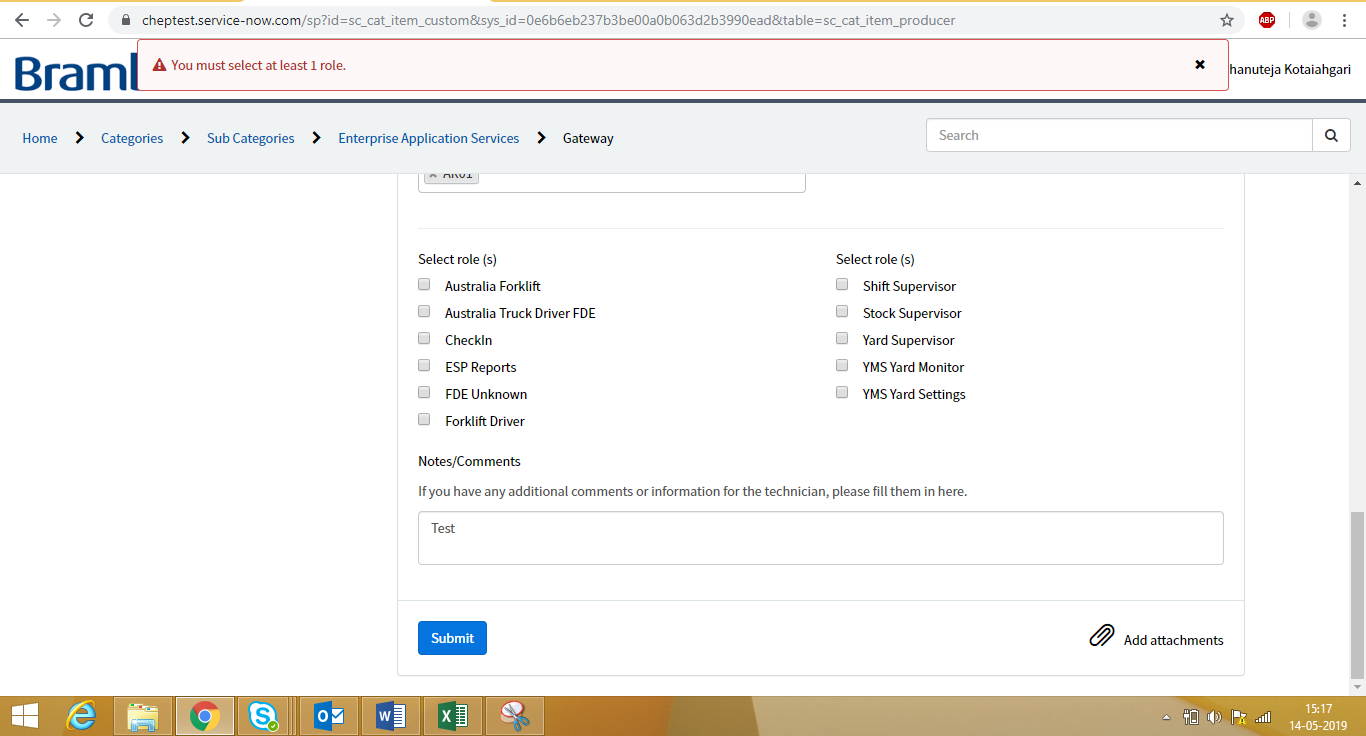 cheptest.service-now.com/sp?id=sc_cat_item_custom&sys_id=0e6b6eb237b3be00a0b063d2b3990ead&table=sc_cat_item_producer
ABP
You must select at least 1 role.
hanuteja Kotaiahgari
Home
Categories
Sub Categories
Enterprise Application Services
Gateway
Search
AR01
Select role (s)
Australia Forklift
Australia Truck Driver FDE
CheckIn
ESP Reports
FDE Unknown
Forklift Driver
Select role (s)
Shift Supervisor
Stock Supervisor
Yard Supervisor
YMS Yard Monitor
YMS Yard Settings
Notes/Comments
If you have any additional comments or information for the technician, please fill them in here.
Test
Submit
Add attachments
15:17
14-05-2019